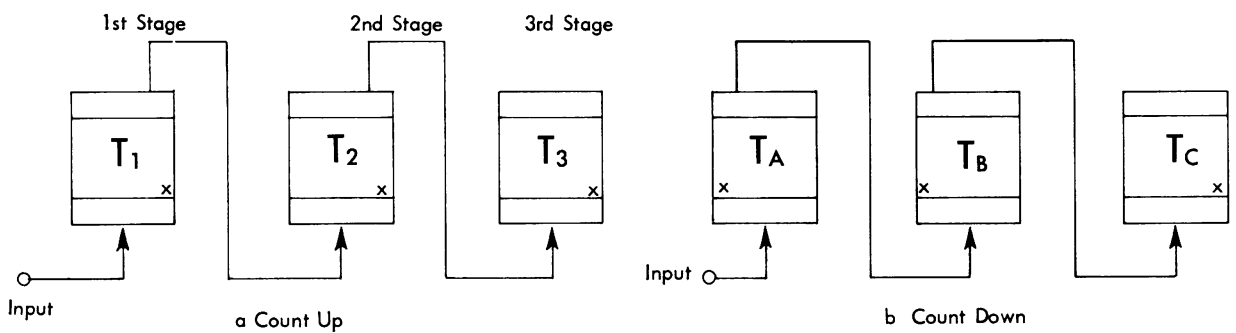 1st Stage 2nd Stage 3rd Stage
T1 T2 T3 TA TB TC
x x x x x x
Input Input
a Count Up b Count Down